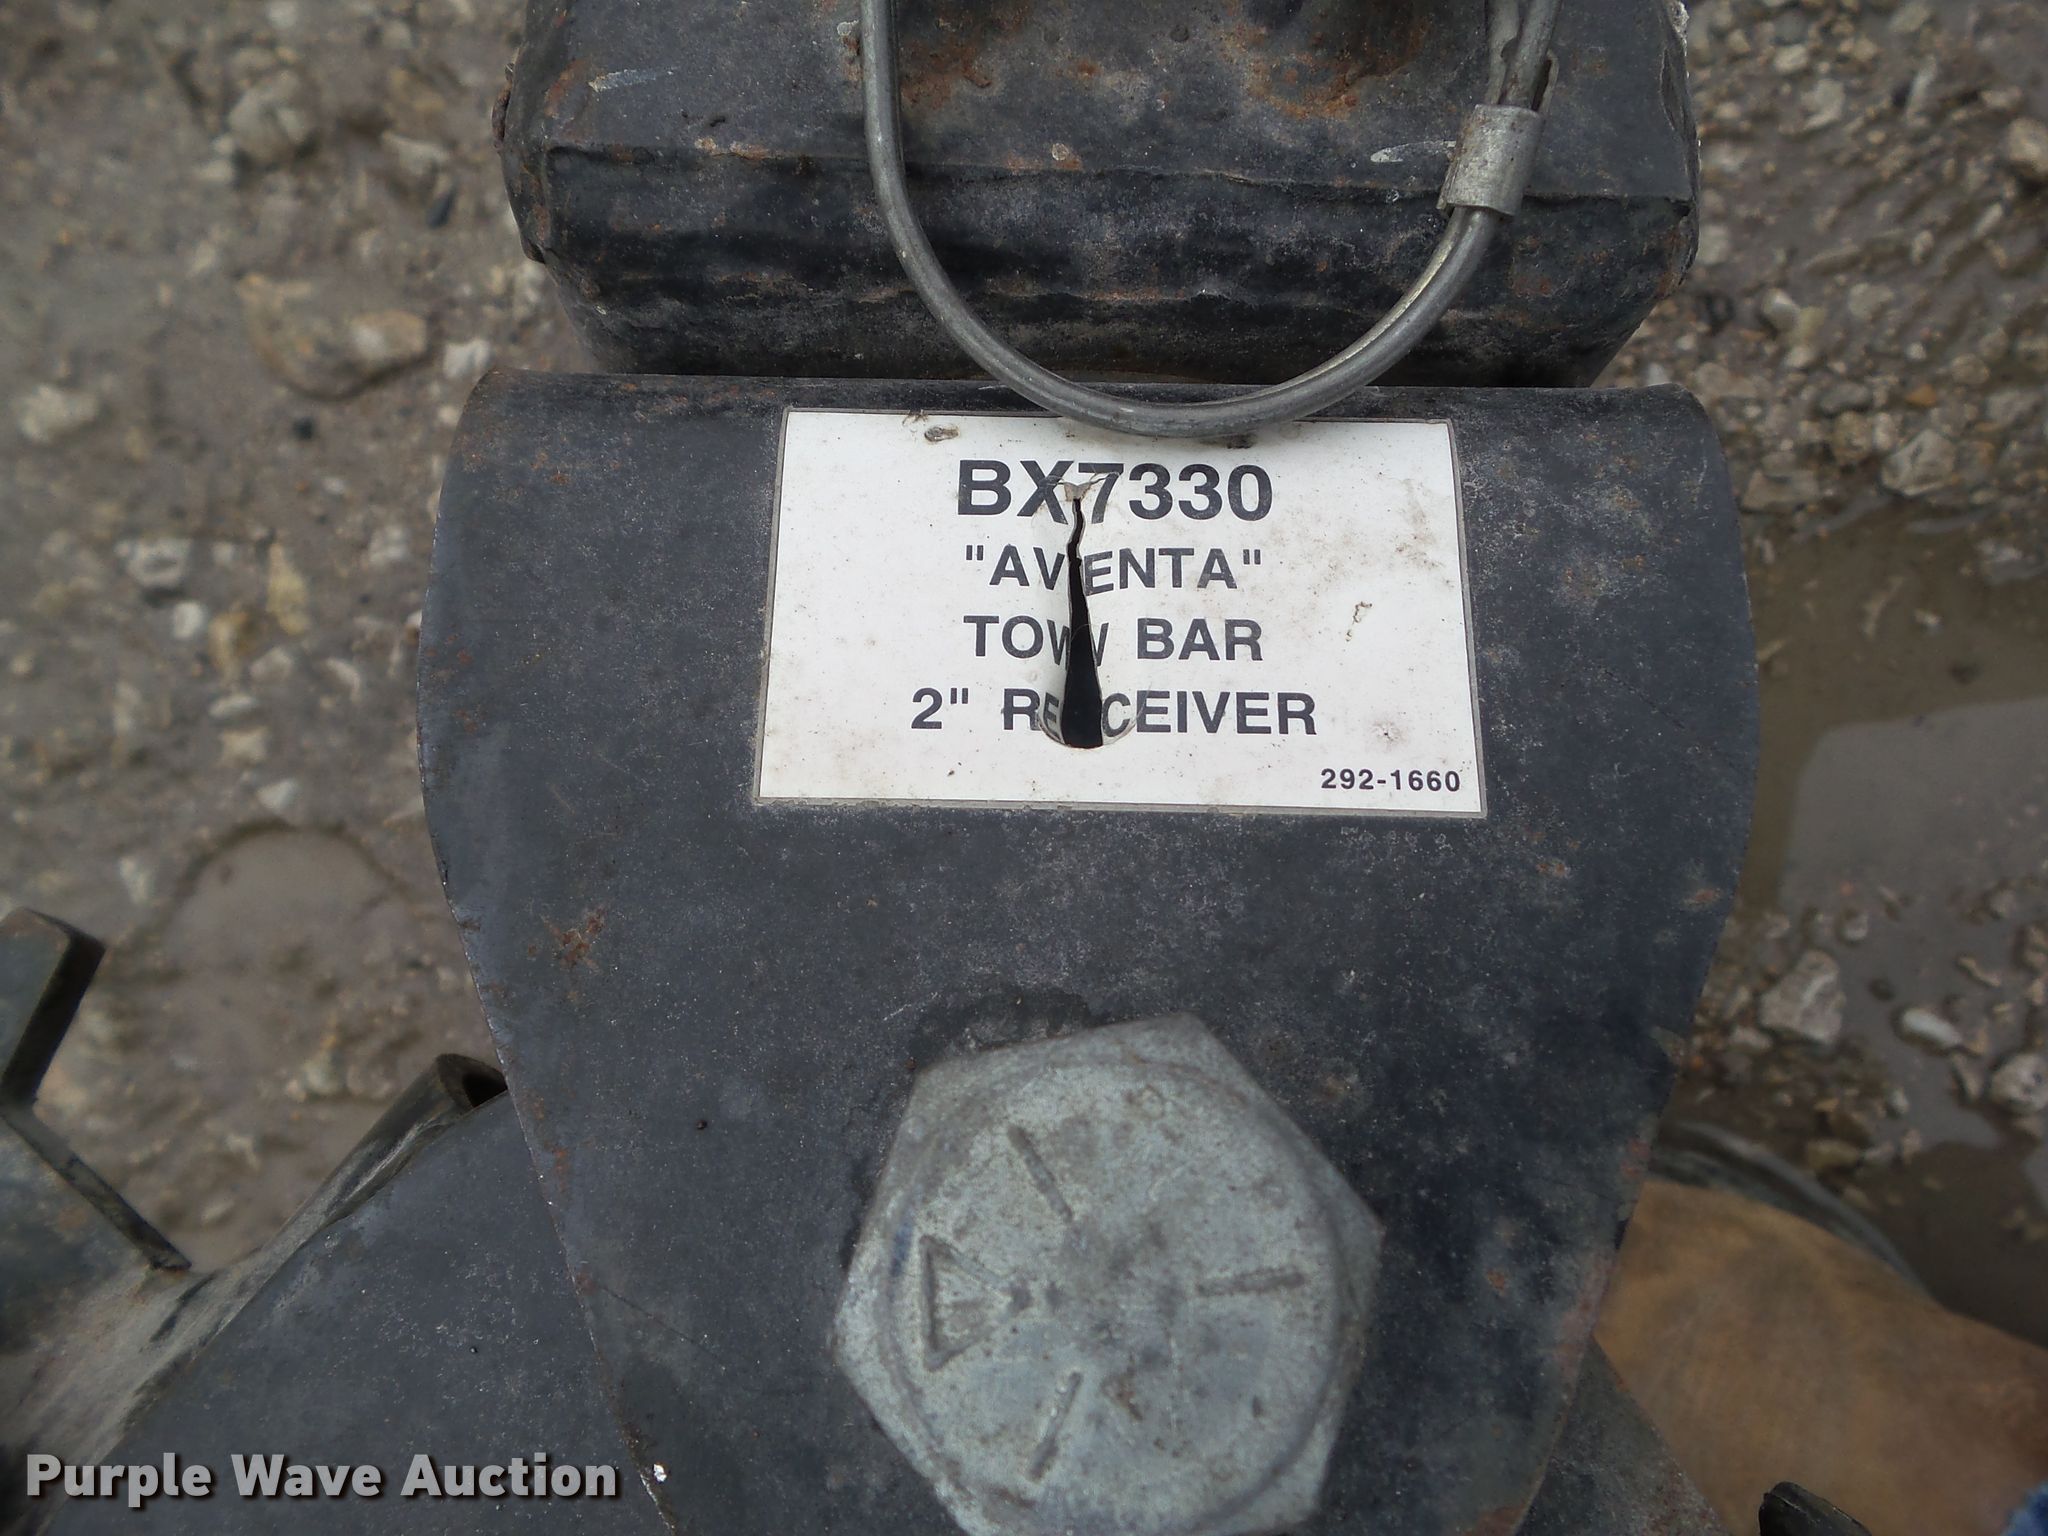 BX7330
"AVENTA"
TOW BAR
2" RECEIVER
292-1660
Purple Wave Auction